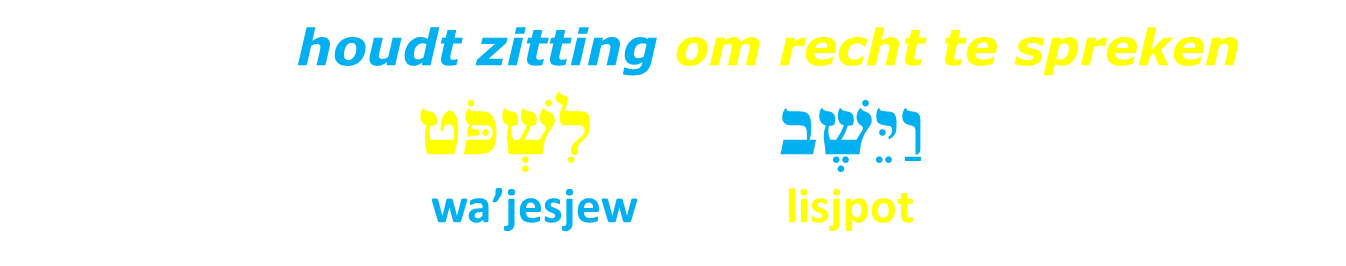 houdt zitting om recht te spreken
וַיֵּשֶׁב לִשְׁפֹּט
wa’jesjew lisjpot